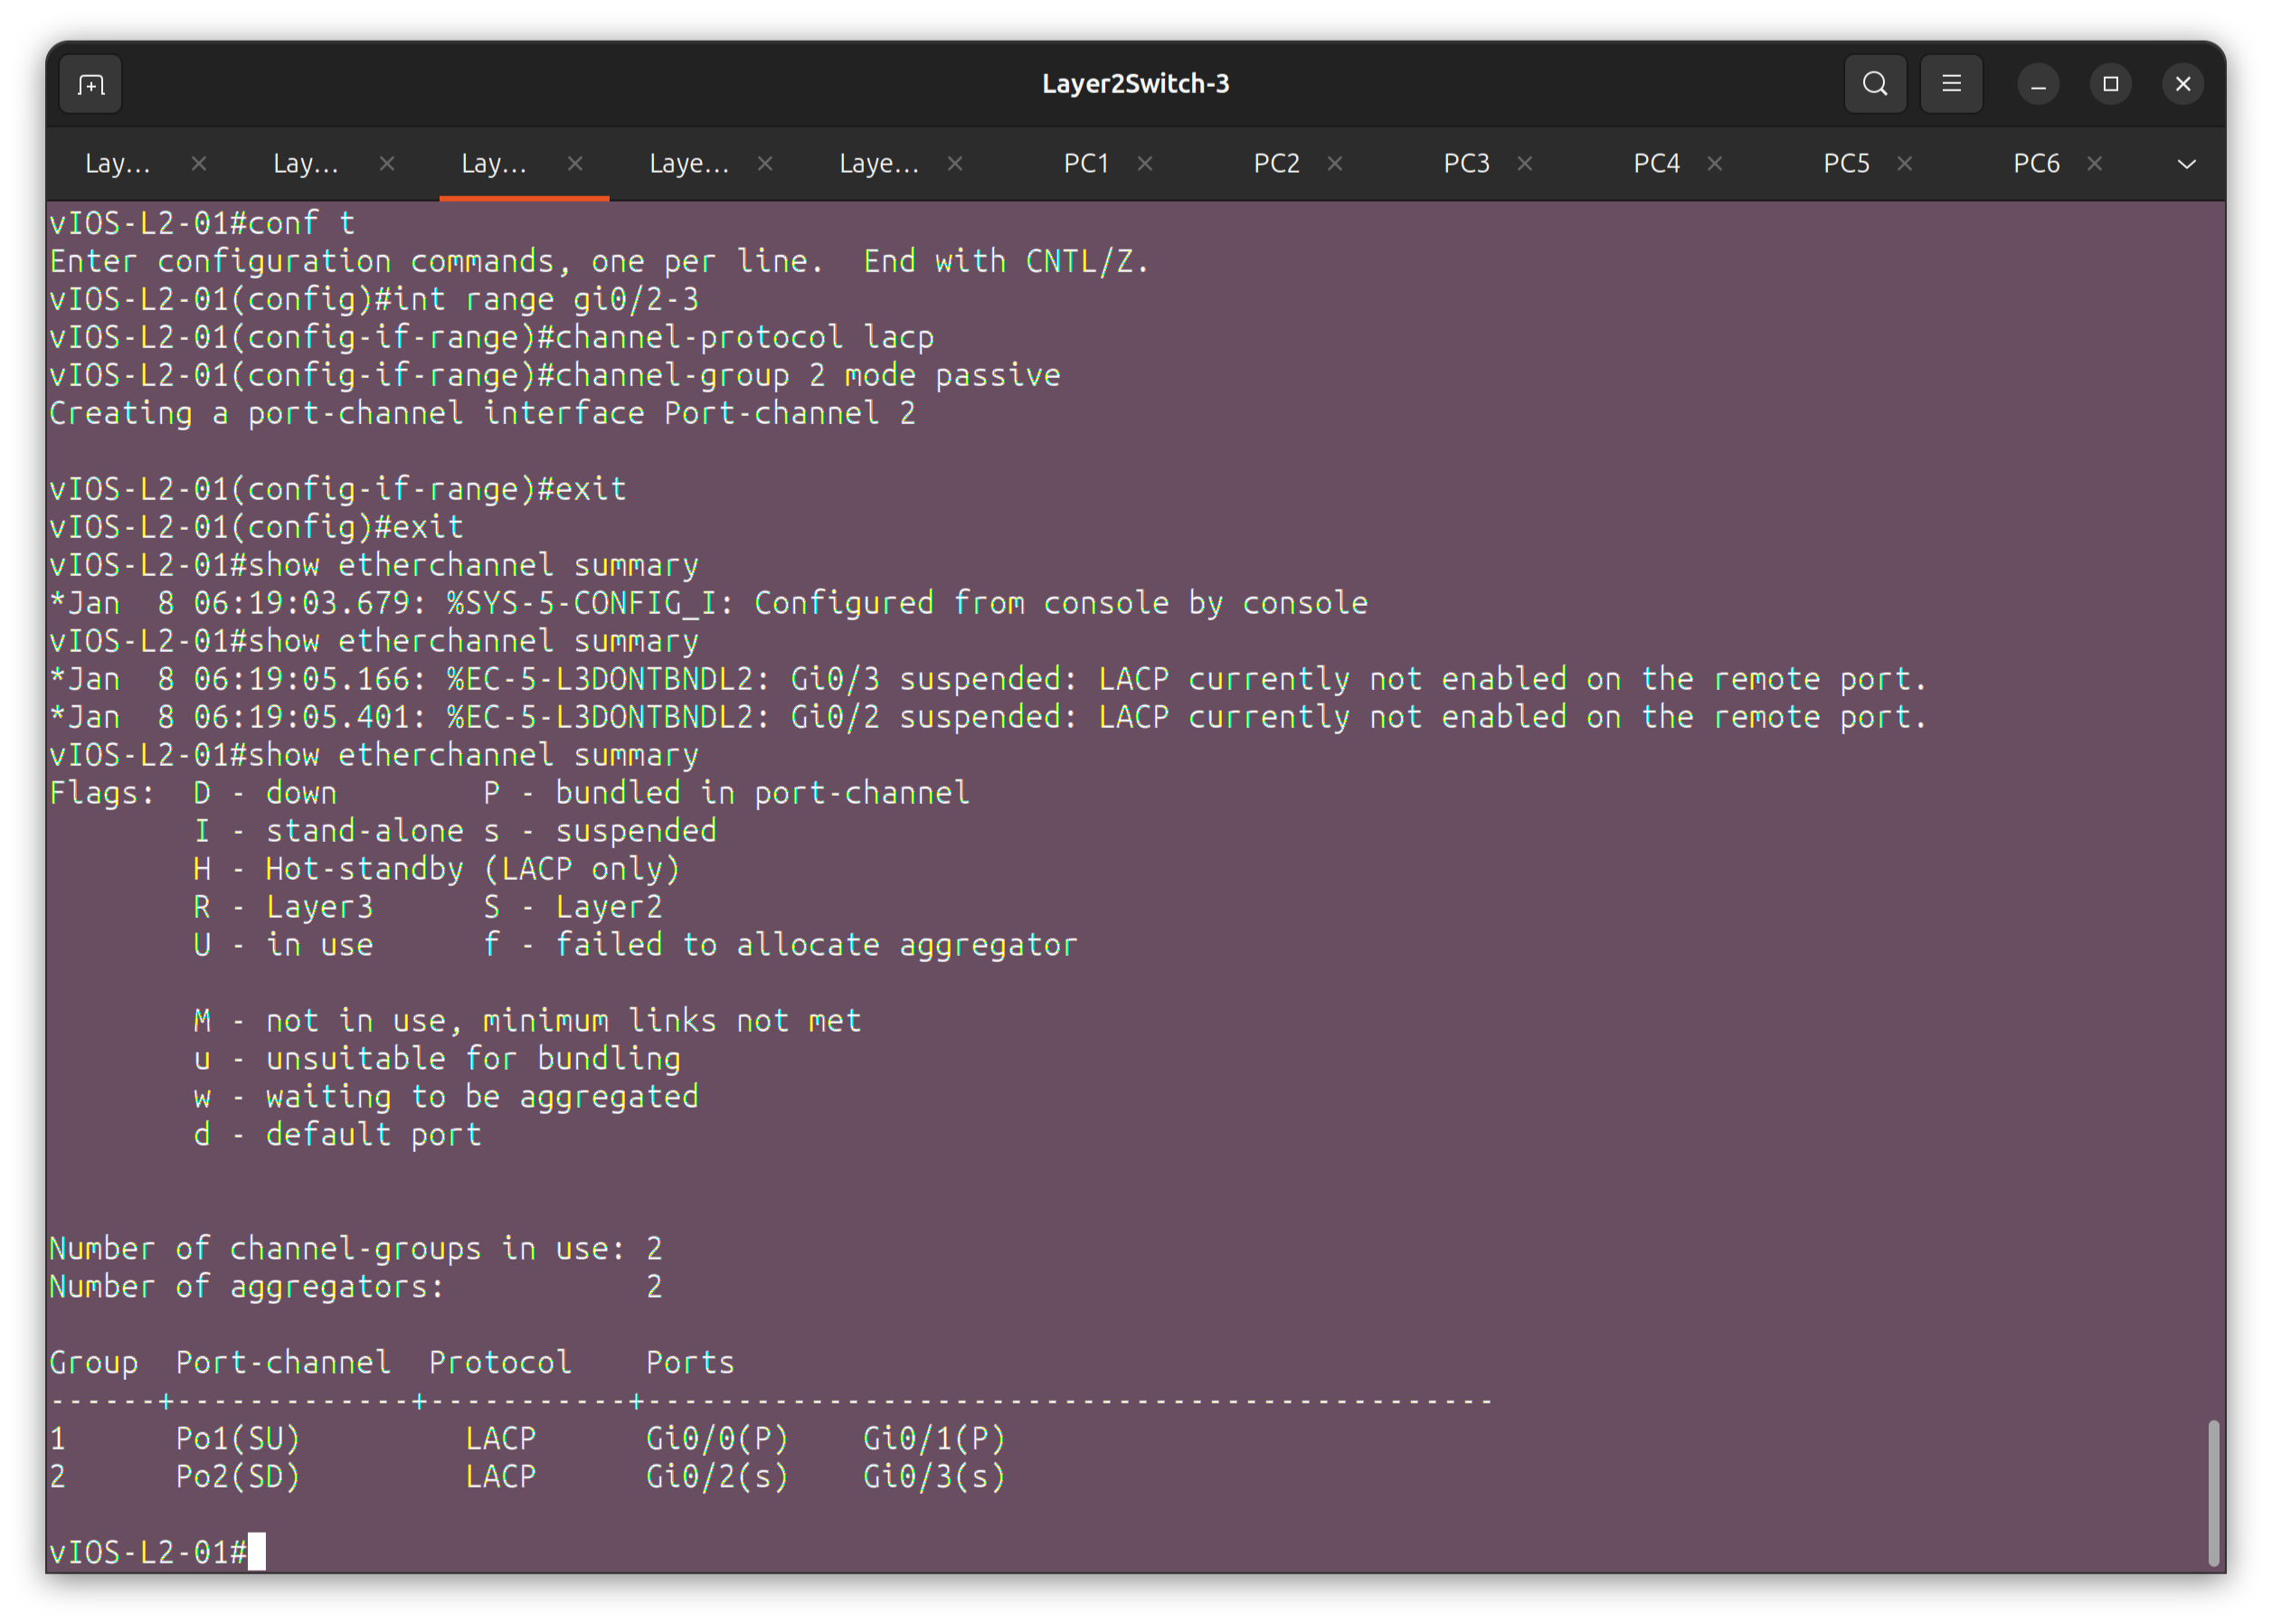 Layer2Switch-3
Lay... Lay... Lay... Laye... Laye... PC1 PC2 PC3 PC4 PC5 PC6
vIOS-L2-01#conf t
Enter configuration commands, one per line.  End with CNTL/Z.
vIOS-L2-01(config)#int range gi0/2-3
vIOS-L2-01(config-if-range)#channel-protocol lacp
vIOS-L2-01(config-if-range)#channel-group 2 mode passive
Creating a port-channel interface Port-channel 2
vIOS-L2-01(config-if-range)#exit
vIOS-L2-01(config)#exit
vIOS-L2-01#show etherchannel summary
*Jan  8 06:19:03.679: %SYS-5-CONFIG_I: Configured from console by console
vIOS-L2-01#show etherchannel summary
*Jan  8 06:19:05.166: %EC-5-L3DONTBNDL2: Gi0/3 suspended: LACP currently not enabled on the remote port.
*Jan  8 06:19:05.401: %EC-5-L3DONTBNDL2: Gi0/2 suspended: LACP currently not enabled on the remote port.
vIOS-L2-01#show etherchannel summary
Flags:  D - down        P - bundled in port-channel
        I - stand-alone s - suspended
        H - Hot-standby (LACP only)
        R - Layer3      S - Layer2
        U - in use      f - failed to allocate aggregator
        M - not in use, minimum links not met
        u - unsuitable for bundling
        w - waiting to be aggregated
        d - default port
Number of channel-groups in use: 2
Number of aggregators:           2
Group  Port-channel  Protocol    Ports
------+-------------+-----------+-----------------------------------------------
1      Po1(SU)         LACP      Gi0/0(P)    Gi0/1(P)
2      Po2(SD)         LACP      Gi0/2(s)    Gi0/3(s)
vIOS-L2-01#